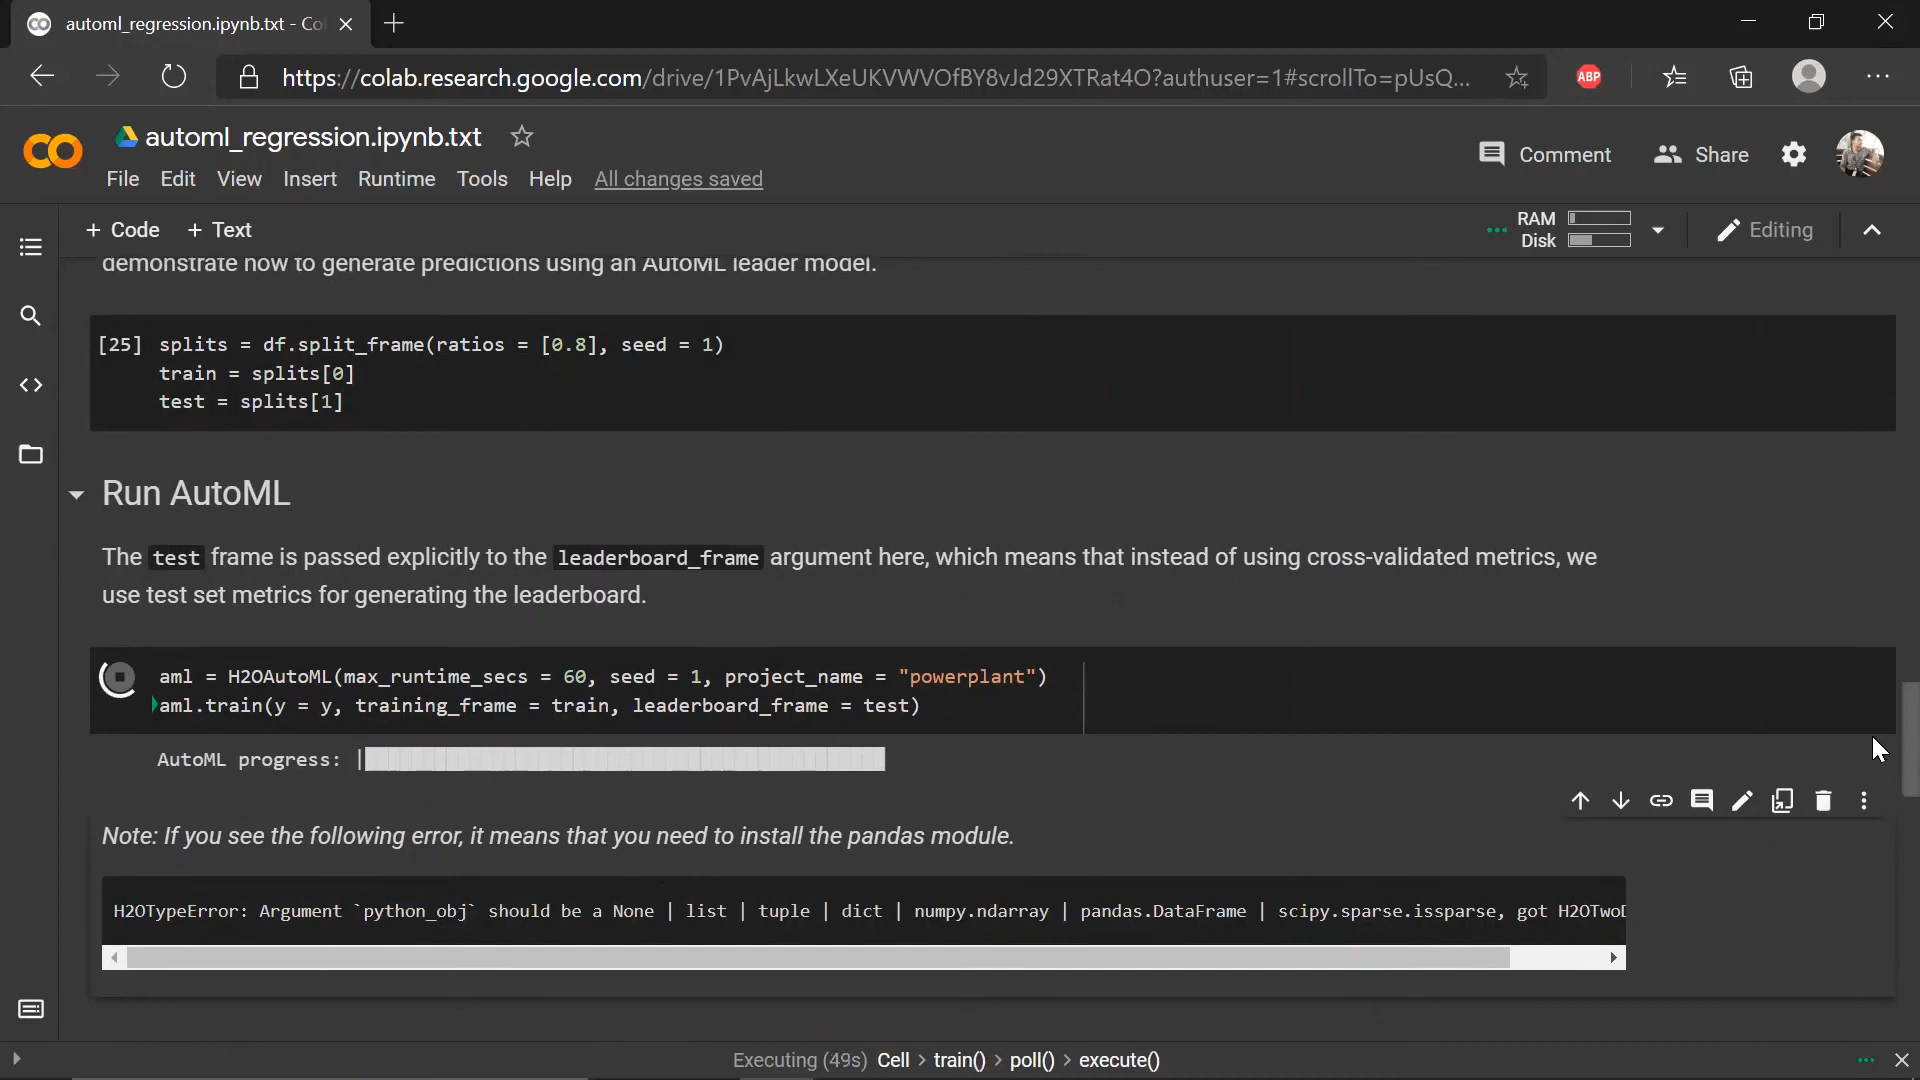 automl_regression.ipynb.txt - Co
https://colab.research.google.com/drive/1PvAjLkwLXeUKVWVOfBY8vJd29XTRat4O?authuser=1#scrollTo=pUsQ...
ABP
CO
automl_regression.ipynb.txt
File Edit View Insert Runtime Tools Help All changes saved
Comment
Share
+ Code + Text
RAM
Disk
Editing
demonstrate how to generate predictions using an AutoML leader model.
[25] splits = df.split_frame(ratios = [0.8], seed = 1)
train = splits[0]
test = splits[1]
Run AutoML
The test frame is passed explicitly to the leaderboard_frame argument here, which means that instead of using cross-validated metrics, we
use test set metrics for generating the leaderboard.
aml = H2OAutoML(max_runtime_secs = 60, seed = 1, project_name = "powerplant")
aml.train(y = y, training_frame = train, leaderboard_frame = test)
AutoML progress: |
Note: If you see the following error, it means that you need to install the pandas module.
H2OTypeError: Argument `python_obj` should be a None | list | tuple | dict | numpy.ndarray | pandas.DataFrame | scipy.sparse.issparse, got H2OTwoD
Executing (49s) Cell > train() > poll() > execute()